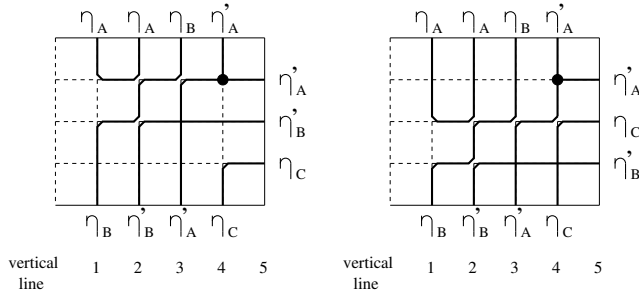 η_A η_A η_B η'_A η_A η_A η_B η'_A
η'_A η'_A
η'_B η_C
η_C η'_B
η_B η'_B η'_A η_C η_B η'_B η'_A η_C
vertical line 1 2 3 4 5 vertical line 1 2 3 4 5